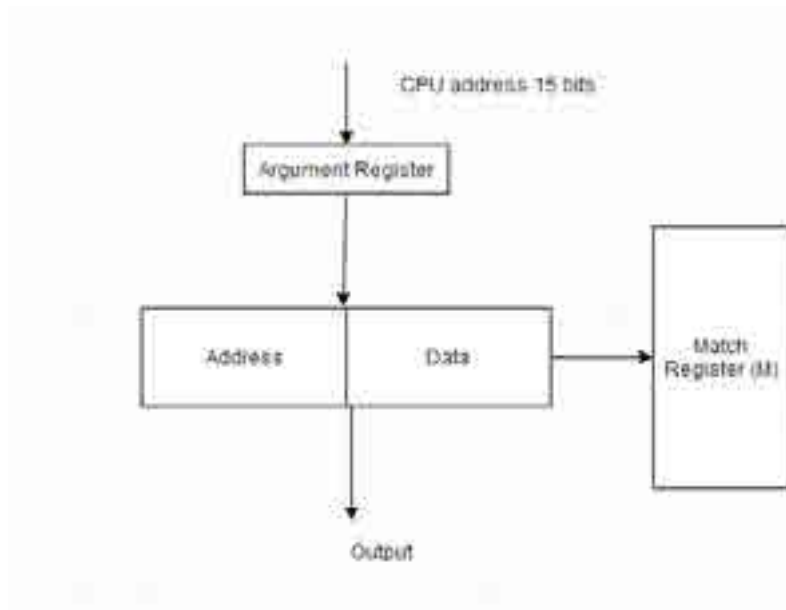 CPU address 15 bits
Argument Register
Address
Data
Match
Register (M)
Output